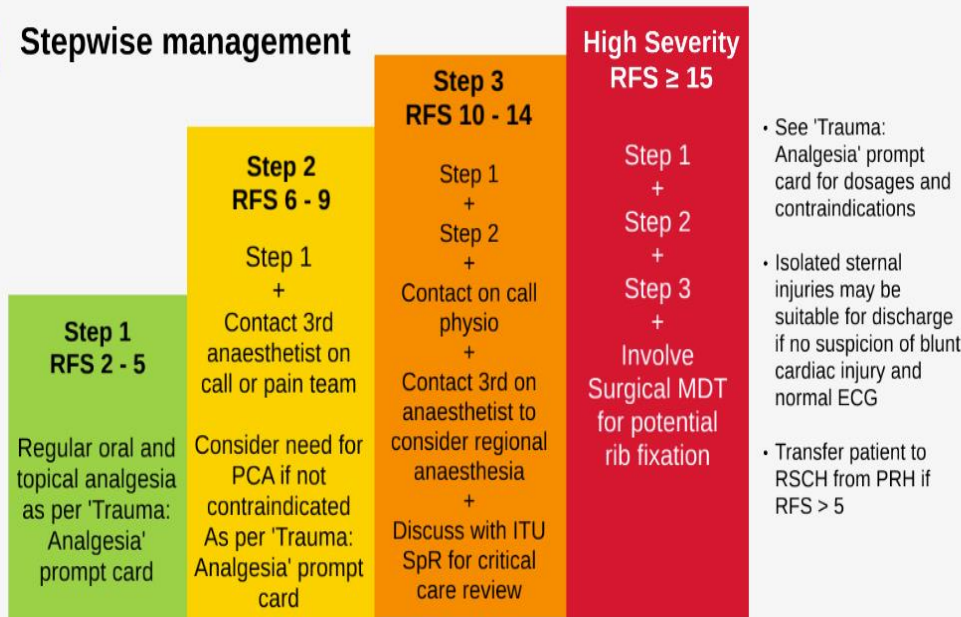 Stepwise management
Step 1
RFS 2 - 5
Regular oral and
topical analgesia
as per 'Trauma:
Analgesia'
prompt card
Step 2
RFS 6 - 9
Step 1
+
Contact 3rd
anaesthetist on
call or pain team
Consider need for
PCA if not
contraindicated
As per 'Trauma:
Analgesia' prompt
card
Step 3
RFS 10 - 14
Step 1
+
Step 2
+
Contact on call
physio
+
Contact 3rd on
anaesthetist to
consider regional
anaesthesia
+
Discuss with ITU
SpR for critical
care review
High Severity
RFS ≥ 15
Step 1
+
Step 2
+
Step 3
+
Involve
Surgical MDT
for potential
rib fixation
• See 'Trauma:
Analgesia' prompt
card for dosages and
contraindications
• Isolated sternal
injuries may be
suitable for discharge
if no suspicion of blunt
cardiac injury and
normal ECG
• Transfer patient to
RSCH from PRH if
RFS > 5